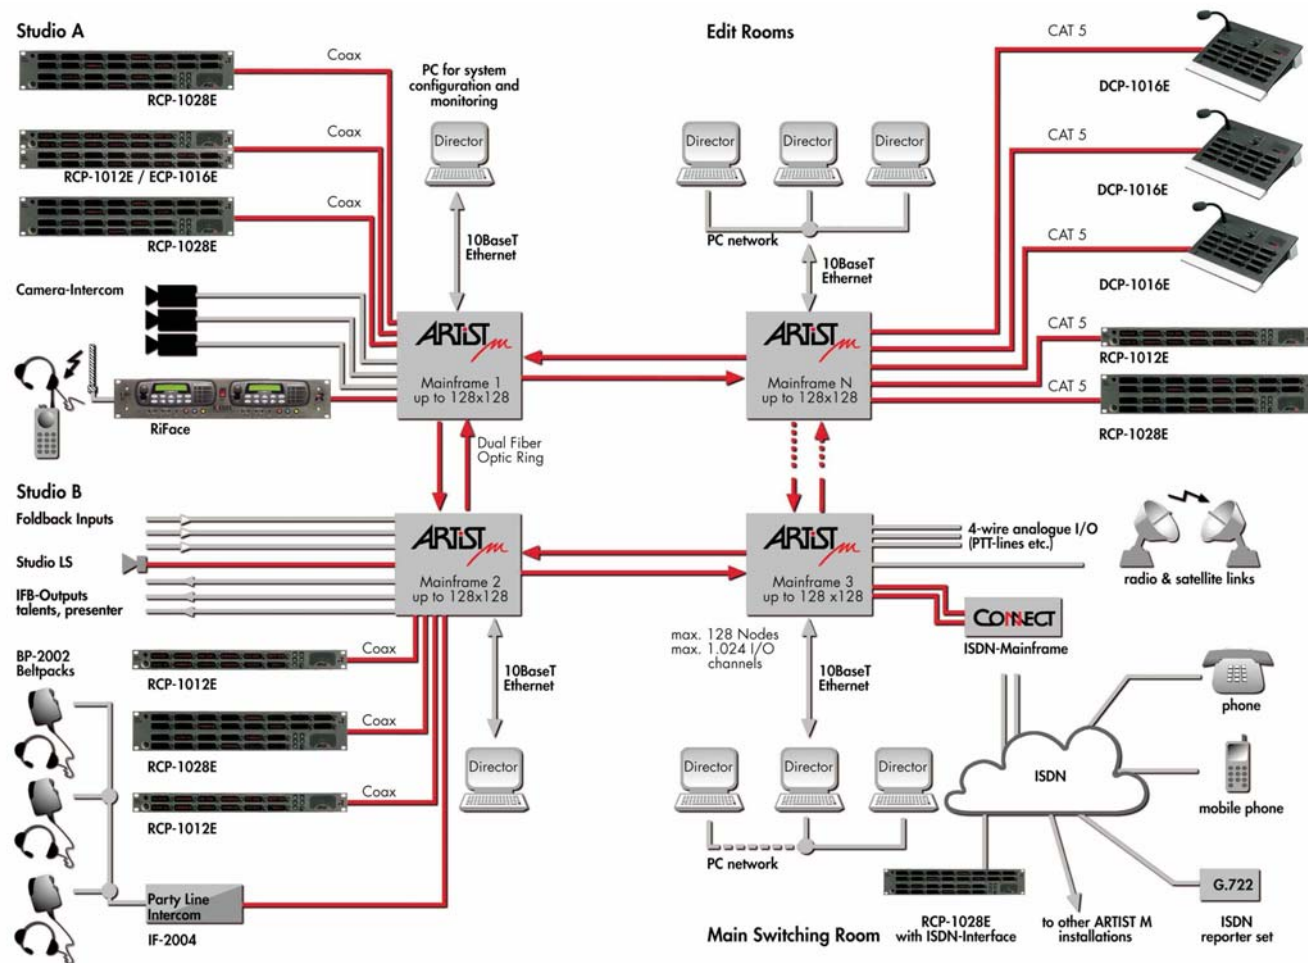 Studio A
Coax
RCP-1028E
Coax
RCP-1012E / ECP-1016E
Coax
RCP-1028E
Camera-Intercom
RiFace
PC for system
configuration and
monitoring
Director
10BaseT
Ethernet
ARTiST m
Mainframe 1
up to 128x128
Dual Fiber
Optic Ring
Edit Rooms
Director
Director
Director
PC network
10BaseT
Ethernet
ARTiST m
Mainframe N
up to 128x128
CAT 5
DCP-1016E
CAT 5
DCP-1016E
CAT 5
DCP-1016E
CAT 5
RCP-1012E
CAT 5
RCP-1028E
Studio B
Foldback Inputs
Studio LS
IFB-Outputs
talents, presenter
ARTiST m
Mainframe 2
up to 128x128
BP-2002
Beltpacks
Coax
RCP-1012E
Coax
RCP-1028E
Coax
RCP-1012E
Party Line
Intercom
IF-2004
10BaseT
Ethernet
Director
ARTiST m
Mainframe 3
up to 128 x128
4-wire analogue I/O
(PTT-lines etc.)
radio & satellite links
CONNECT
ISDN-Mainframe
max. 128 Nodes
max. 1.024 I/O
channels
10BaseT
Ethernet
Director
Director
Director
PC network
Main Switching Room
ISDN
phone
mobile phone
RCP-1028E
with ISDN-Interface
to other ARTIST M
installations
G.722
ISDN
reporter set